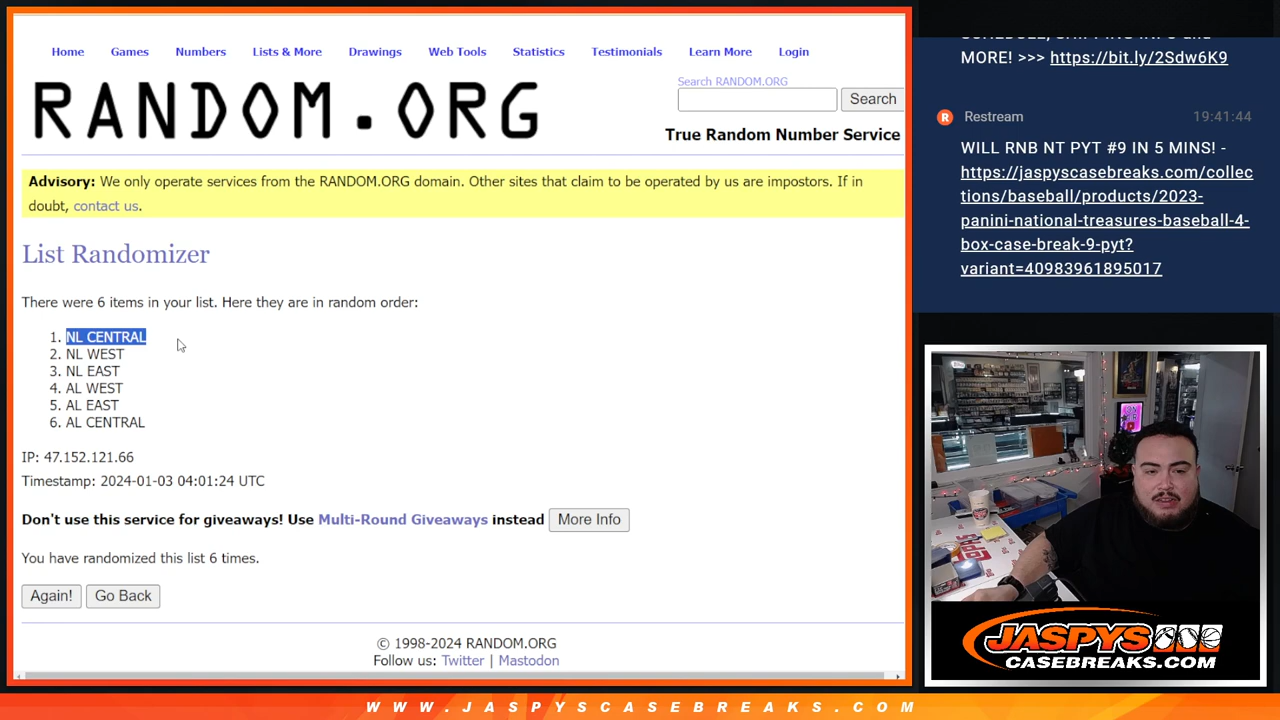 Home Games Numbers Lists & More Drawings Web Tools Statistics Testimonials Learn More Login
RANDOM.ORG
Search RANDOM.ORG
Search
True Random Number Service
Advisory: We only operate services from the RANDOM.ORG domain. Other sites that claim to be operated by us are impostors. If in
doubt, contact us.
List Randomizer
There were 6 items in your list. Here they are in random order:
1. NL CENTRAL
2. NL WEST
3. NL EAST
4. AL WEST
5. AL EAST
6. AL CENTRAL
IP: 47.152.121.66
Timestamp: 2024-01-03 04:01:24 UTC
Don't use this service for giveaways! Use Multi-Round Giveaways instead More Info
You have randomized this list 6 times.
Again! Go Back
© 1998-2024 RANDOM.ORG
Follow us: Twitter | Mastodon
MORE! >>> https://bit.ly/2Sdw6K9
R Restream 19:41:44
WILL RNB NT PYT #9 IN 5 MINS! -
https://jaspyscasebreaks.com/collec
tions/baseball/products/2023-
panini-national-treasures-baseball-4-
box-case-break-9-pyt?
variant=40983961895017
JASPYS
CASEBREAKS.COM
WWW.JASPYSCASEBREAKS.COM